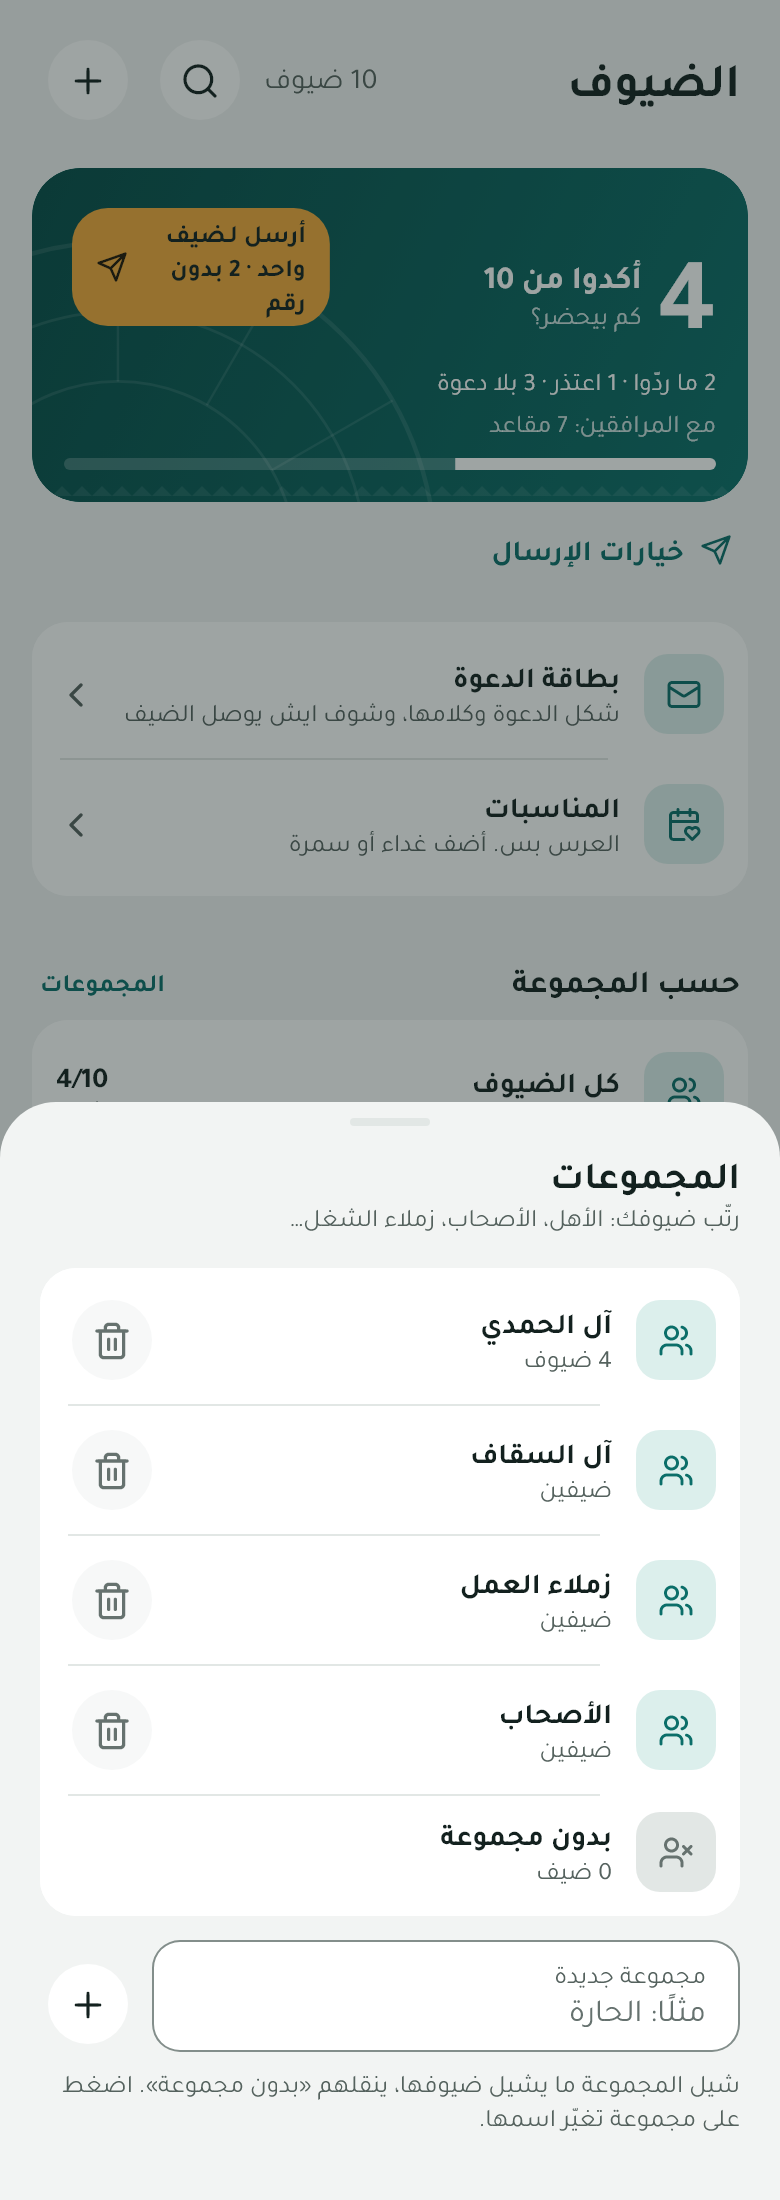 الضيوف
10 ضيوف
4
أكدوا من 10
كم بيحضر؟
أرسل لضيف
واحد · 2 بدون
رقم
2 ما ردّوا · 1 اعتذر · 3 بلا دعوة
مع المرافقين: 7 مقاعد
خيارات الإرسال
بطاقة الدعوة
شكل الدعوة وكلامها، وشوف ايش يوصل الضيف
المناسبات
العرس بس. أضف غداء أو سمرة
حسب المجموعة
المجموعات
كل الضيوف
4/10
المجموعات
رتّب ضيوفك: الأهل، الأصحاب، زملاء الشغل…
آل الحمدي
4 ضيوف
آل السقاف
ضيفين
زملاء العمل
ضيفين
الأصحاب
ضيفين
بدون مجموعة
0 ضيف
مجموعة جديدة
مثلًا: الحارة
شيل المجموعة ما يشيل ضيوفها، ينقلهم «بدون مجموعة». اضغط
على مجموعة تغيّر اسمها.